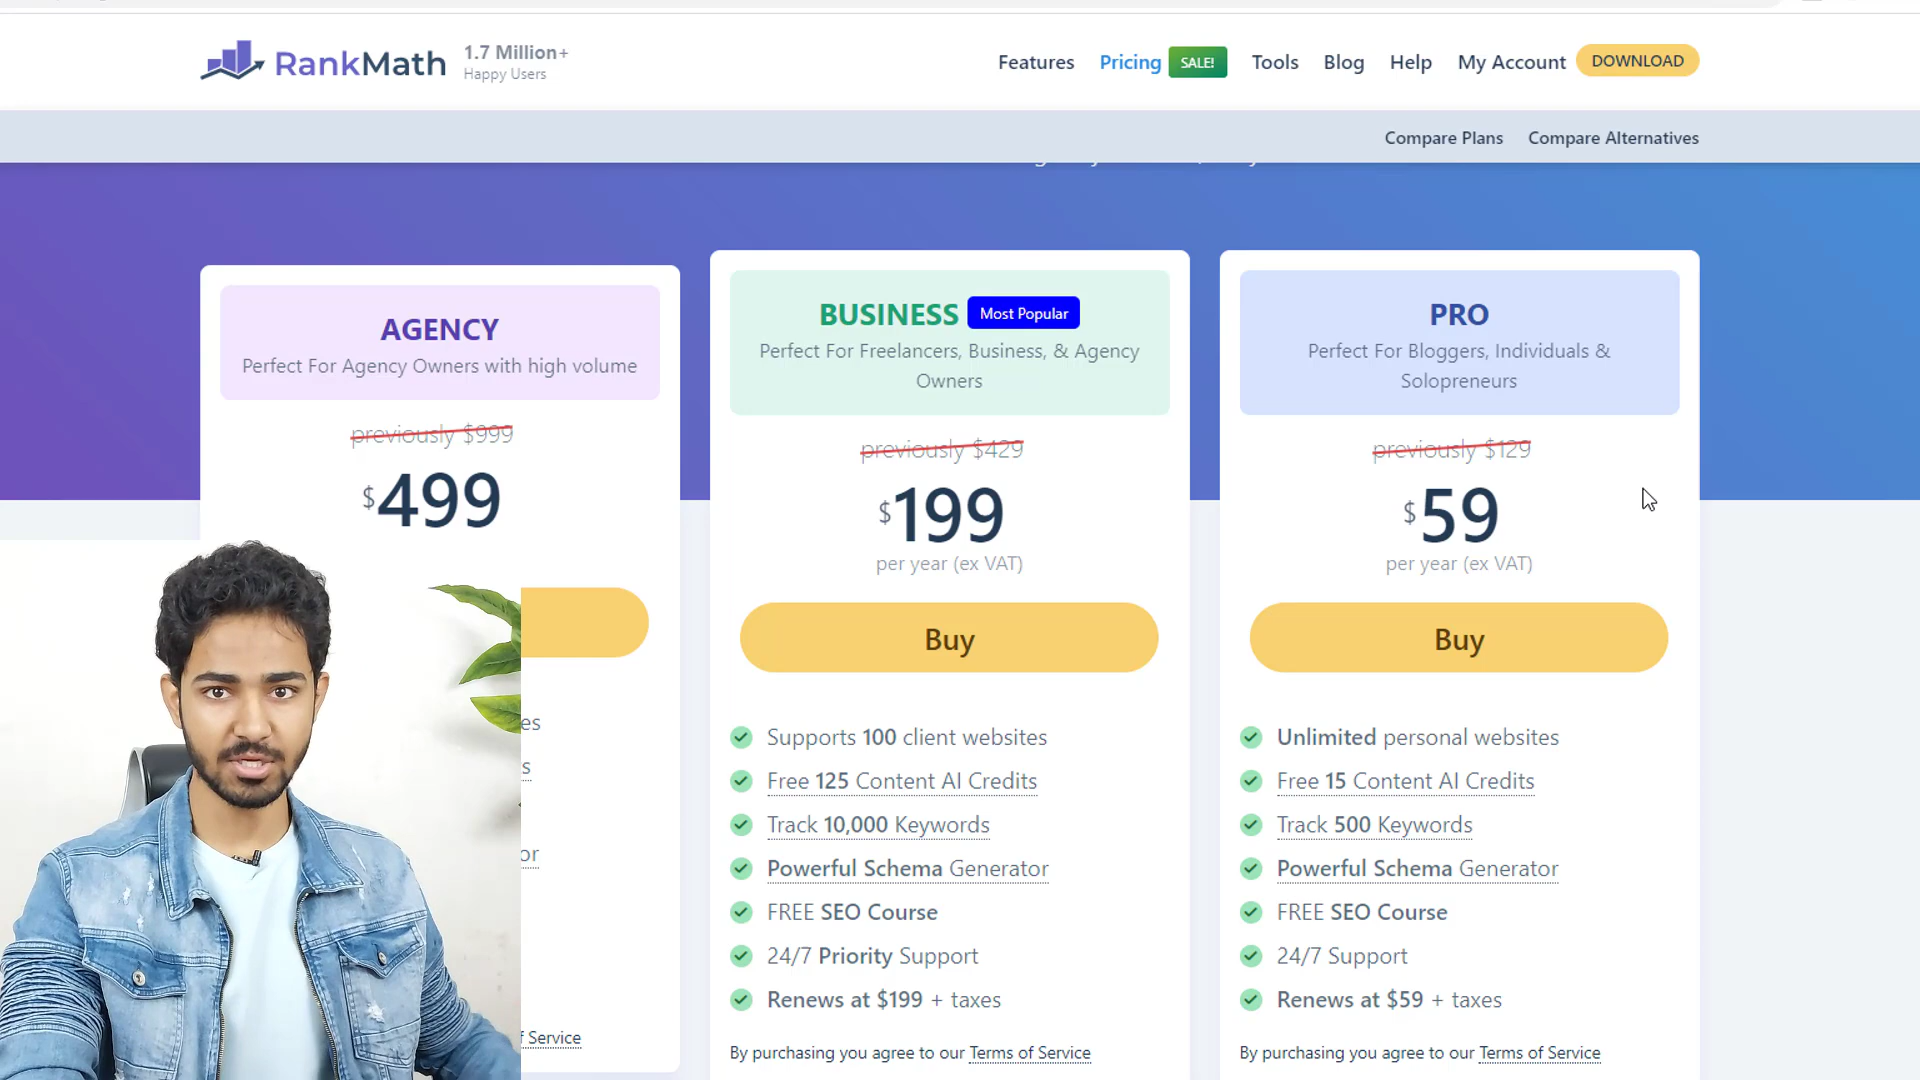 RankMath
1.7 Million+
Happy Users
Features
Pricing
SALE!
Tools
Blog
Help
My Account
DOWNLOAD
Compare Plans
Compare Alternatives
AGENCY
Perfect For Agency Owners with high volume
previously $999
$499
es
s
or
f Service
BUSINESS
Most Popular
Perfect For Freelancers, Business, & Agency
Owners
previously $429
$199
per year (ex VAT)
Buy
Supports 100 client websites
Free 125 Content AI Credits
Track 10,000 Keywords
Powerful Schema Generator
FREE SEO Course
24/7 Priority Support
Renews at $199 + taxes
By purchasing you agree to our Terms of Service
PRO
Perfect For Bloggers, Individuals &
Solopreneurs
previously $129
$59
per year (ex VAT)
Buy
Unlimited personal websites
Free 15 Content AI Credits
Track 500 Keywords
Powerful Schema Generator
FREE SEO Course
24/7 Support
Renews at $59 + taxes
By purchasing you agree to our Terms of Service